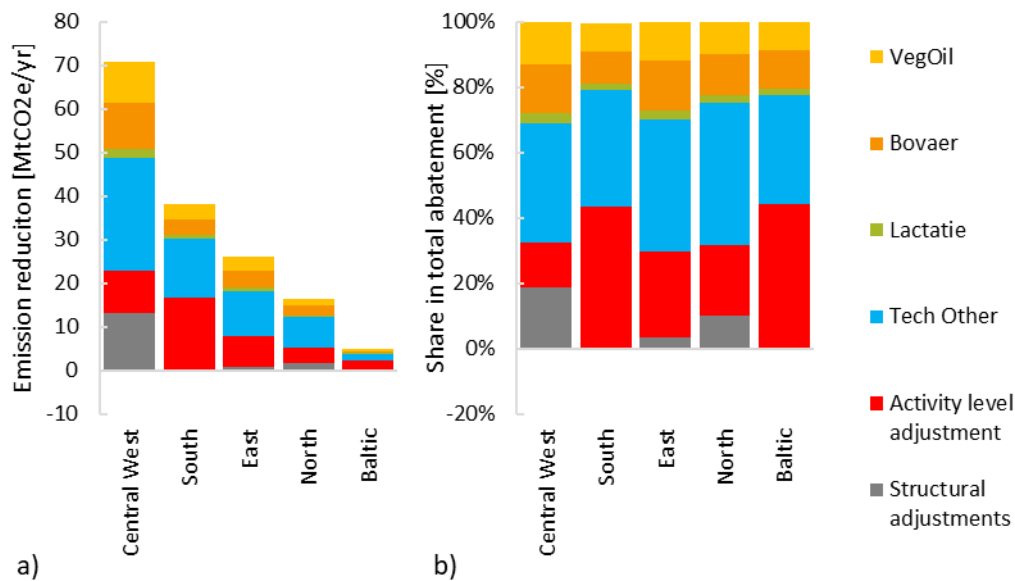 Emission reduciton [MtCO2e/yr]
80
70
60
50
40
30
20
10
0
-10
Central West
South
East
North
Baltic
a)
Share in total abatement [%]
100%
80%
60%
40%
20%
0%
-20%
Central West
South
East
North
Baltic
b)
VegOil
Bovaer
Lactatie
Tech Other
Activity level
adjustment
Structural
adjustments